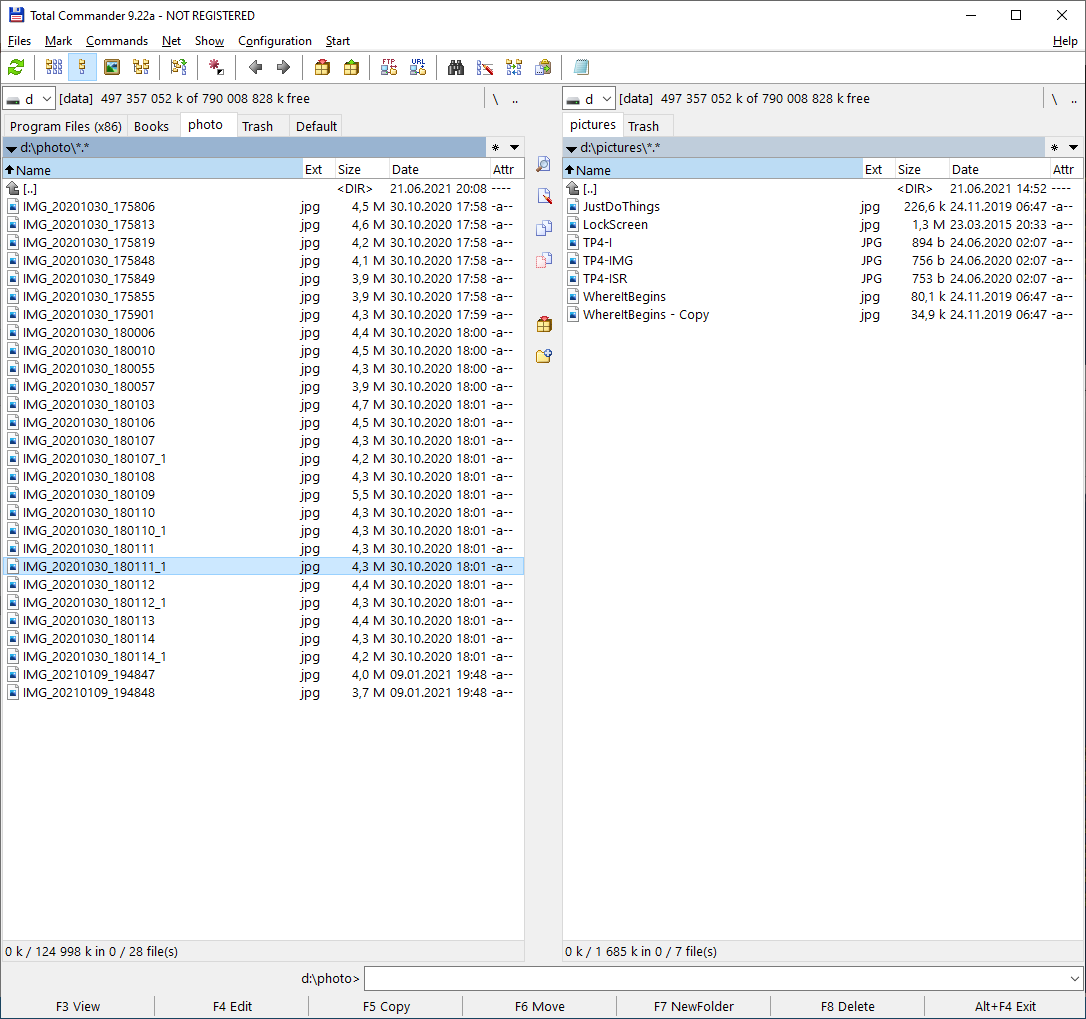 Total Commander 9.22a - NOT REGISTERED
Files Mark Commands Net Show Configuration Start Help
FTP URL
d [data] 497 357 052 k of 790 008 828 k free \ ..
Program Files (x86) Books photo Trash Default
d:\photo\*.* *
Name Ext Size Date Attr
[..] <DIR> 21.06.2021 20:08 ----
IMG_20201030_175806 jpg 4,5 M 30.10.2020 17:58 -a--
IMG_20201030_175813 jpg 4,6 M 30.10.2020 17:58 -a--
IMG_20201030_175819 jpg 4,2 M 30.10.2020 17:58 -a--
IMG_20201030_175848 jpg 4,1 M 30.10.2020 17:58 -a--
IMG_20201030_175849 jpg 3,9 M 30.10.2020 17:58 -a--
IMG_20201030_175855 jpg 3,9 M 30.10.2020 17:58 -a--
IMG_20201030_175901 jpg 4,3 M 30.10.2020 17:59 -a--
IMG_20201030_180006 jpg 4,4 M 30.10.2020 18:00 -a--
IMG_20201030_180010 jpg 4,5 M 30.10.2020 18:00 -a--
IMG_20201030_180055 jpg 4,3 M 30.10.2020 18:00 -a--
IMG_20201030_180057 jpg 3,9 M 30.10.2020 18:00 -a--
IMG_20201030_180103 jpg 4,7 M 30.10.2020 18:01 -a--
IMG_20201030_180106 jpg 4,5 M 30.10.2020 18:01 -a--
IMG_20201030_180107 jpg 4,3 M 30.10.2020 18:01 -a--
IMG_20201030_180107_1 jpg 4,2 M 30.10.2020 18:01 -a--
IMG_20201030_180108 jpg 4,3 M 30.10.2020 18:01 -a--
IMG_20201030_180109 jpg 5,5 M 30.10.2020 18:01 -a--
IMG_20201030_180110 jpg 4,3 M 30.10.2020 18:01 -a--
IMG_20201030_180110_1 jpg 4,3 M 30.10.2020 18:01 -a--
IMG_20201030_180111 jpg 4,3 M 30.10.2020 18:01 -a--
IMG_20201030_180111_1 jpg 4,3 M 30.10.2020 18:01 -a--
IMG_20201030_180112 jpg 4,4 M 30.10.2020 18:01 -a--
IMG_20201030_180112_1 jpg 4,3 M 30.10.2020 18:01 -a--
IMG_20201030_180113 jpg 4,4 M 30.10.2020 18:01 -a--
IMG_20201030_180114 jpg 4,3 M 30.10.2020 18:01 -a--
IMG_20201030_180114_1 jpg 4,2 M 30.10.2020 18:01 -a--
IMG_20210109_194847 jpg 4,0 M 09.01.2021 19:48 -a--
IMG_20210109_194848 jpg 3,7 M 09.01.2021 19:48 -a--
0 k / 124 998 k in 0 / 28 file(s)
d [data] 497 357 052 k of 790 008 828 k free \ ..
pictures Trash
d:\pictures\*.* *
Name Ext Size Date Attr
[..] <DIR> 21.06.2021 14:52 ----
JustDoThings jpg 226,6 k 24.11.2019 06:47 -a--
LockScreen jpg 1,3 M 23.03.2015 20:33 -a--
TP4-I JPG 894 b 24.06.2020 02:07 -a--
TP4-IMG JPG 756 b 24.06.2020 02:07 -a--
TP4-ISR JPG 753 b 24.06.2020 02:07 -a--
WhereItBegins jpg 80,1 k 24.11.2019 06:47 -a--
WhereItBegins - Copy jpg 34,9 k 24.11.2019 06:47 -a--
0 k / 1 685 k in 0 / 7 file(s)
d:\photo>
F3 View F4 Edit F5 Copy F6 Move F7 NewFolder F8 Delete Alt+F4 Exit